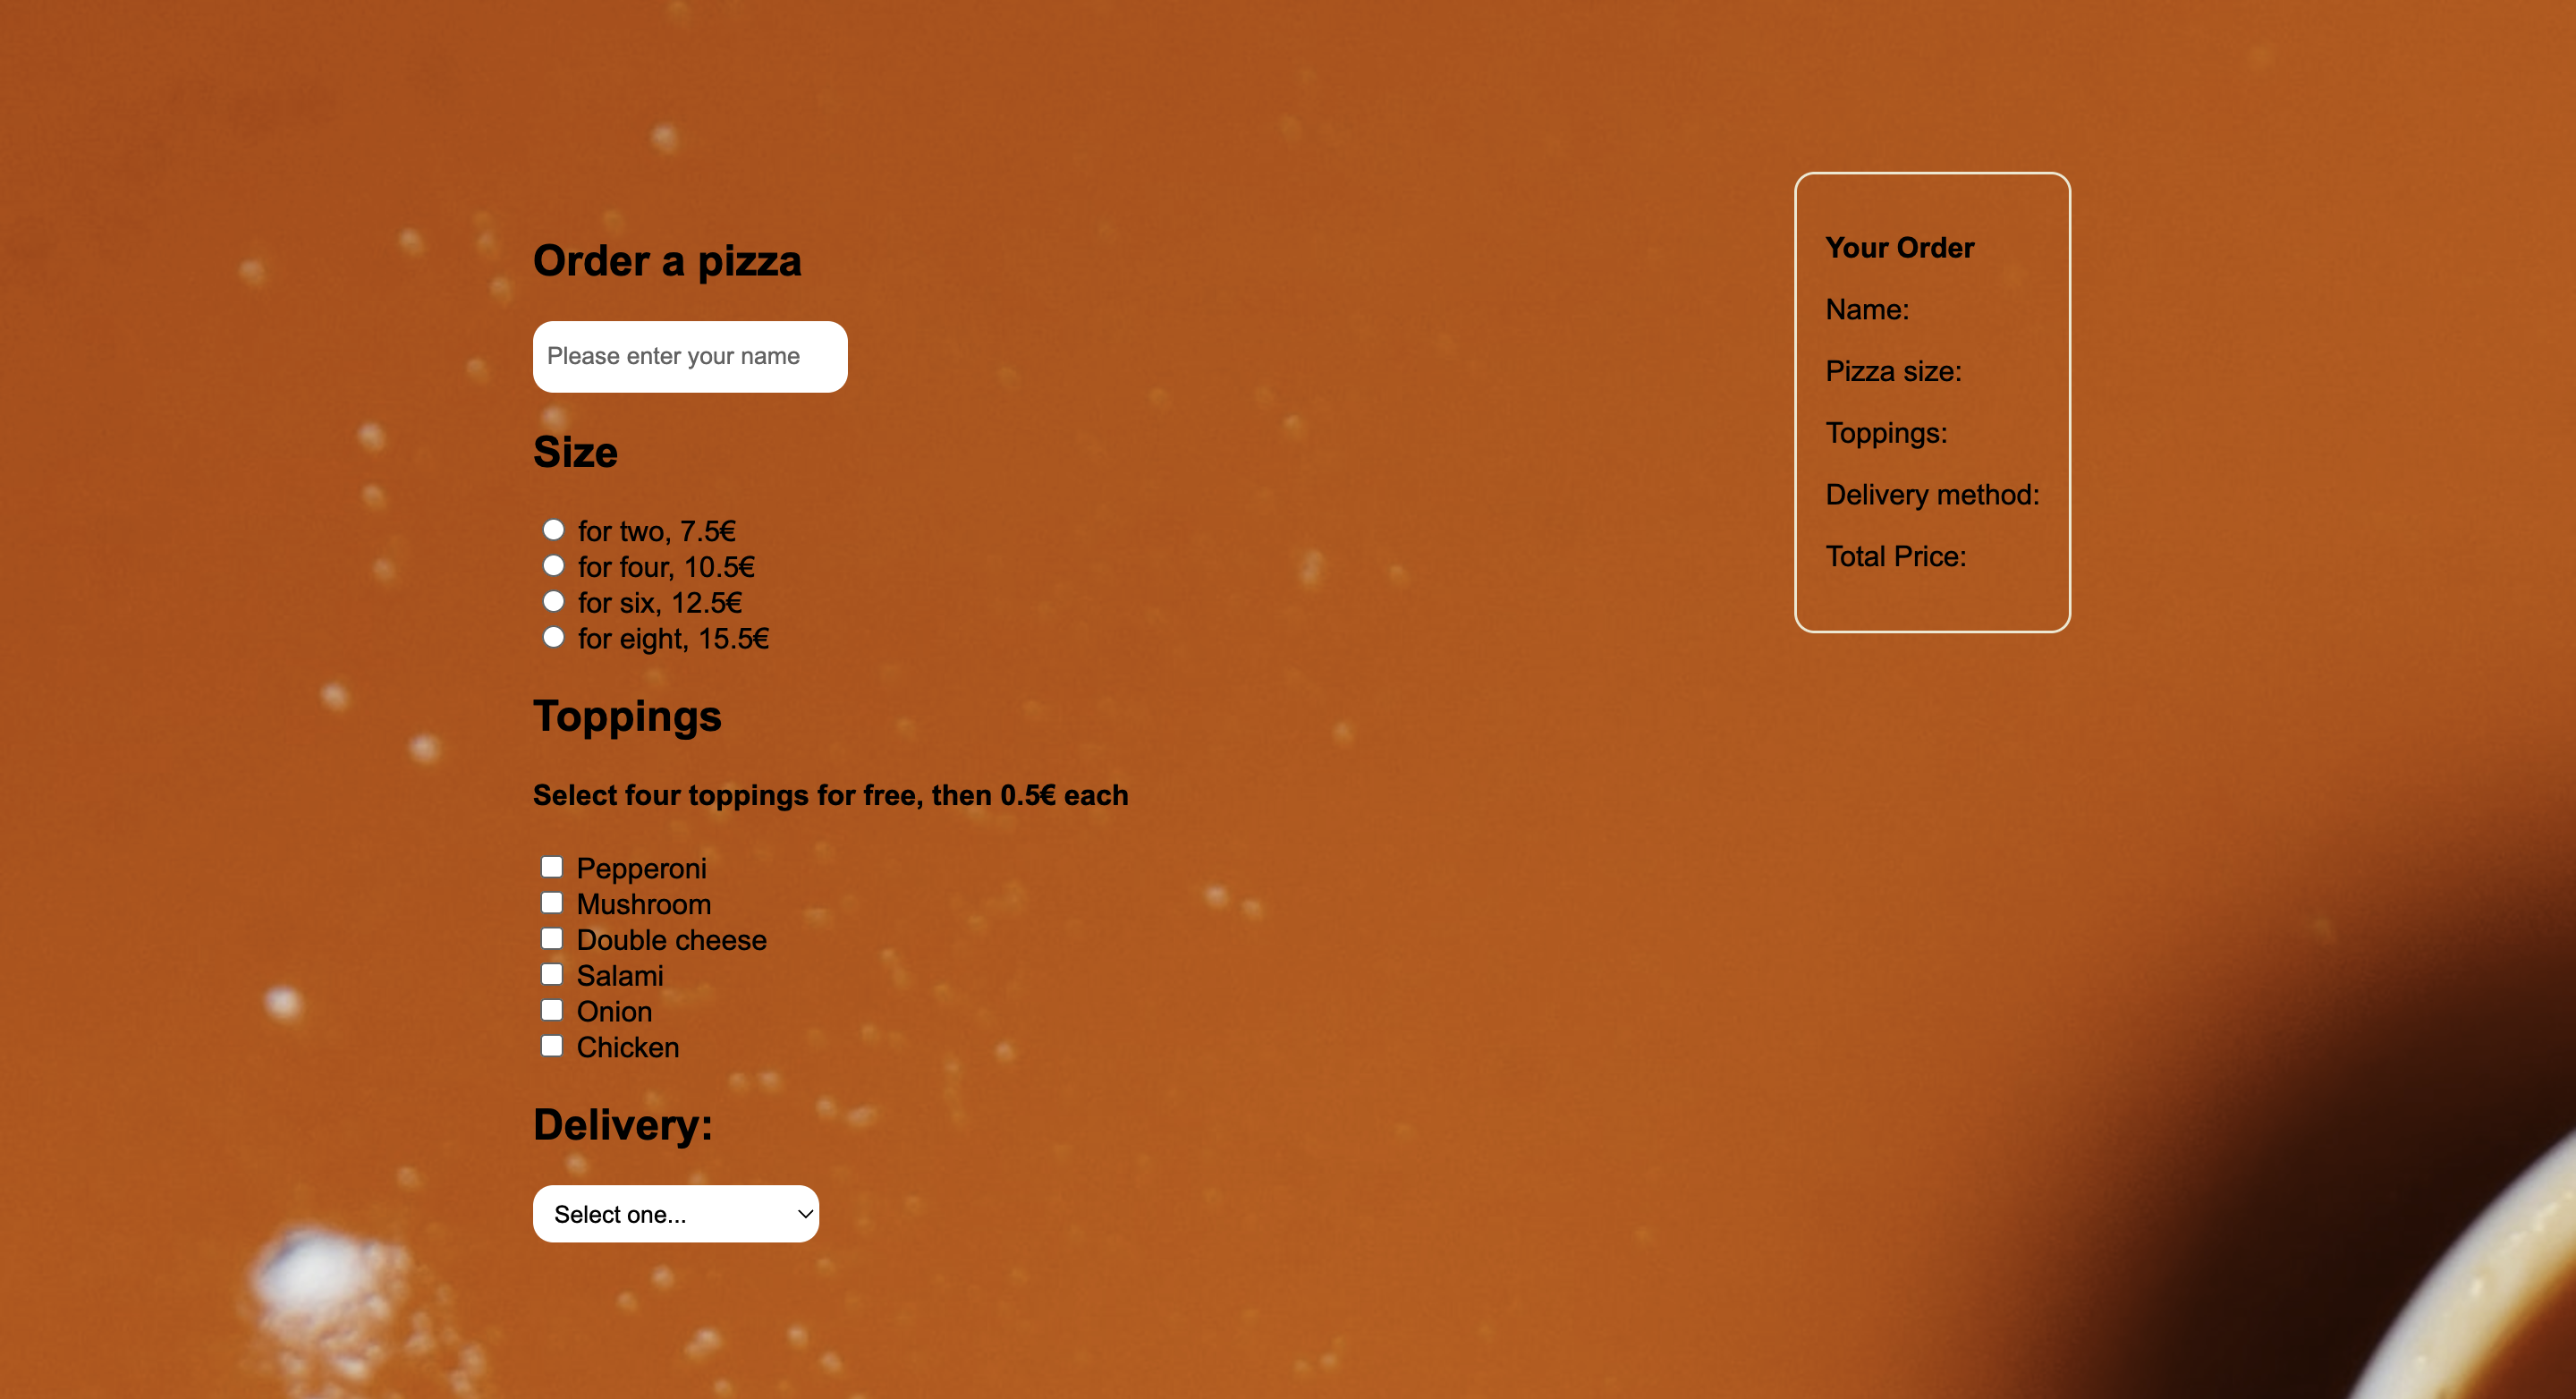 Order a pizza
Please enter your name
Size
for two, 7.5€
for four, 10.5€
for six, 12.5€
for eight, 15.5€
Toppings
Select four toppings for free, then 0.5€ each
Pepperoni
Mushroom
Double cheese
Salami
Onion
Chicken
Delivery:
Select one...
Your Order
Name:
Pizza size:
Toppings:
Delivery method:
Total Price: